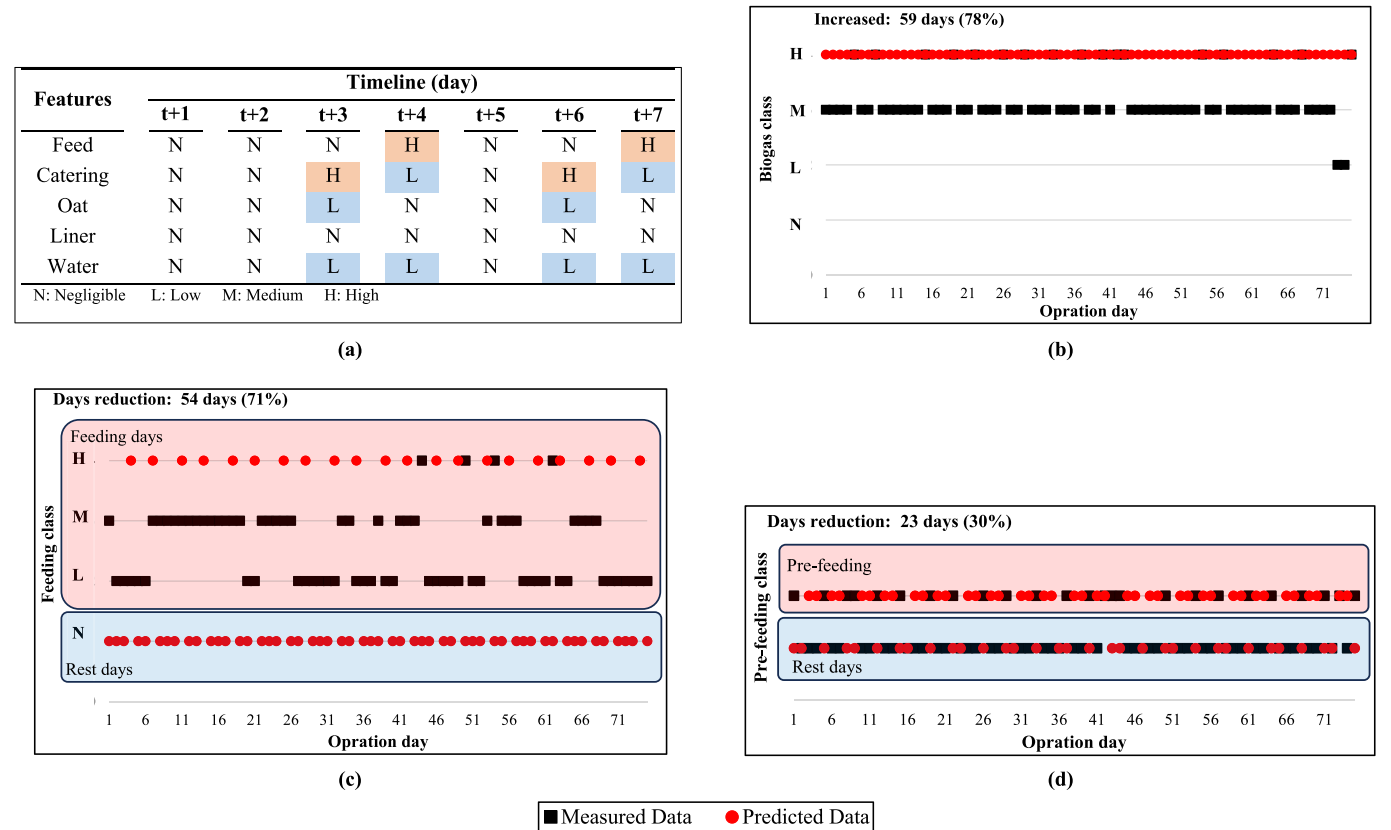 Features Timeline (day)
t+1 t+2 t+3 t+4 t+5 t+6 t+7
Feed N N N H N N H
Catering N N H L N H L
Oat N N L N N L N
Liner N N N N N N N
Water N N L L N L L
N: Negligible L: Low M: Medium H: High
(a)
Increased: 59 days (78%)
Biogas class
H
M
L
N
1 6 11 16 21 26 31 36 41 46 51 56 61 66 71
Opration day
(b)
Days reduction: 54 days (71%)
Feeding days
Feeding class
H
M
L
N
Rest days
1 6 11 16 21 26 31 36 41 46 51 56 61 66 71
Opration day
(c)
Days reduction: 23 days (30%)
Pre-feeding class
Pre-feeding
Rest days
1 6 11 16 21 26 31 36 41 46 51 56 61 66 71
Opration day
(d)
Measured Data Predicted Data